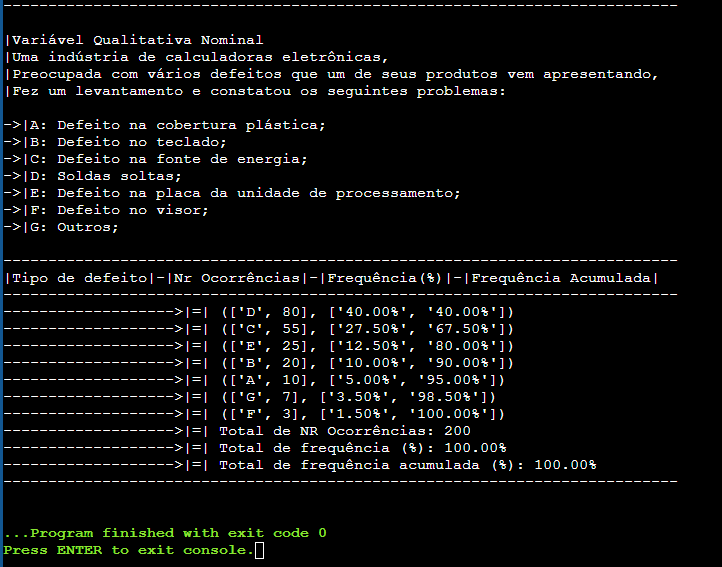 ---------------------------------------------------------------------------
|Variável Qualitativa Nominal
|Uma indústria de calculadoras eletrônicas,
|Preocupada com vários defeitos que um de seus produtos vem apresentando,
|Fez um levantamento e constatou os seguintes problemas:
->|A: Defeito na cobertura plástica;
->|B: Defeito no teclado;
->|C: Defeito na fonte de energia;
->|D: Soldas soltas;
->|E: Defeito na placa da unidade de processamento;
->|F: Defeito no visor;
->|G: Outros;
---------------------------------------------------------------------------
|Tipo de defeito|-|Nr Ocorrências|-|Frequência(%)|-|Frequência Acumulada|
---------------------------------------------------------------------------
------------------->|=| (['D', 80], ['40.00%', '40.00%'])
------------------->|=| (['C', 55], ['27.50%', '67.50%'])
------------------->|=| (['E', 25], ['12.50%', '80.00%'])
------------------->|=| (['B', 20], ['10.00%', '90.00%'])
------------------->|=| (['A', 10], ['5.00%', '95.00%'])
------------------->|=| (['G', 7], ['3.50%', '98.50%'])
------------------->|=| (['F', 3], ['1.50%', '100.00%'])
------------------->|=| Total de NR Ocorrências: 200
------------------->|=| Total de frequência (%): 100.00%
------------------->|=| Total de frequência acumulada (%): 100.00%
---------------------------------------------------------------------------
...Program finished with exit code 0
Press ENTER to exit console.